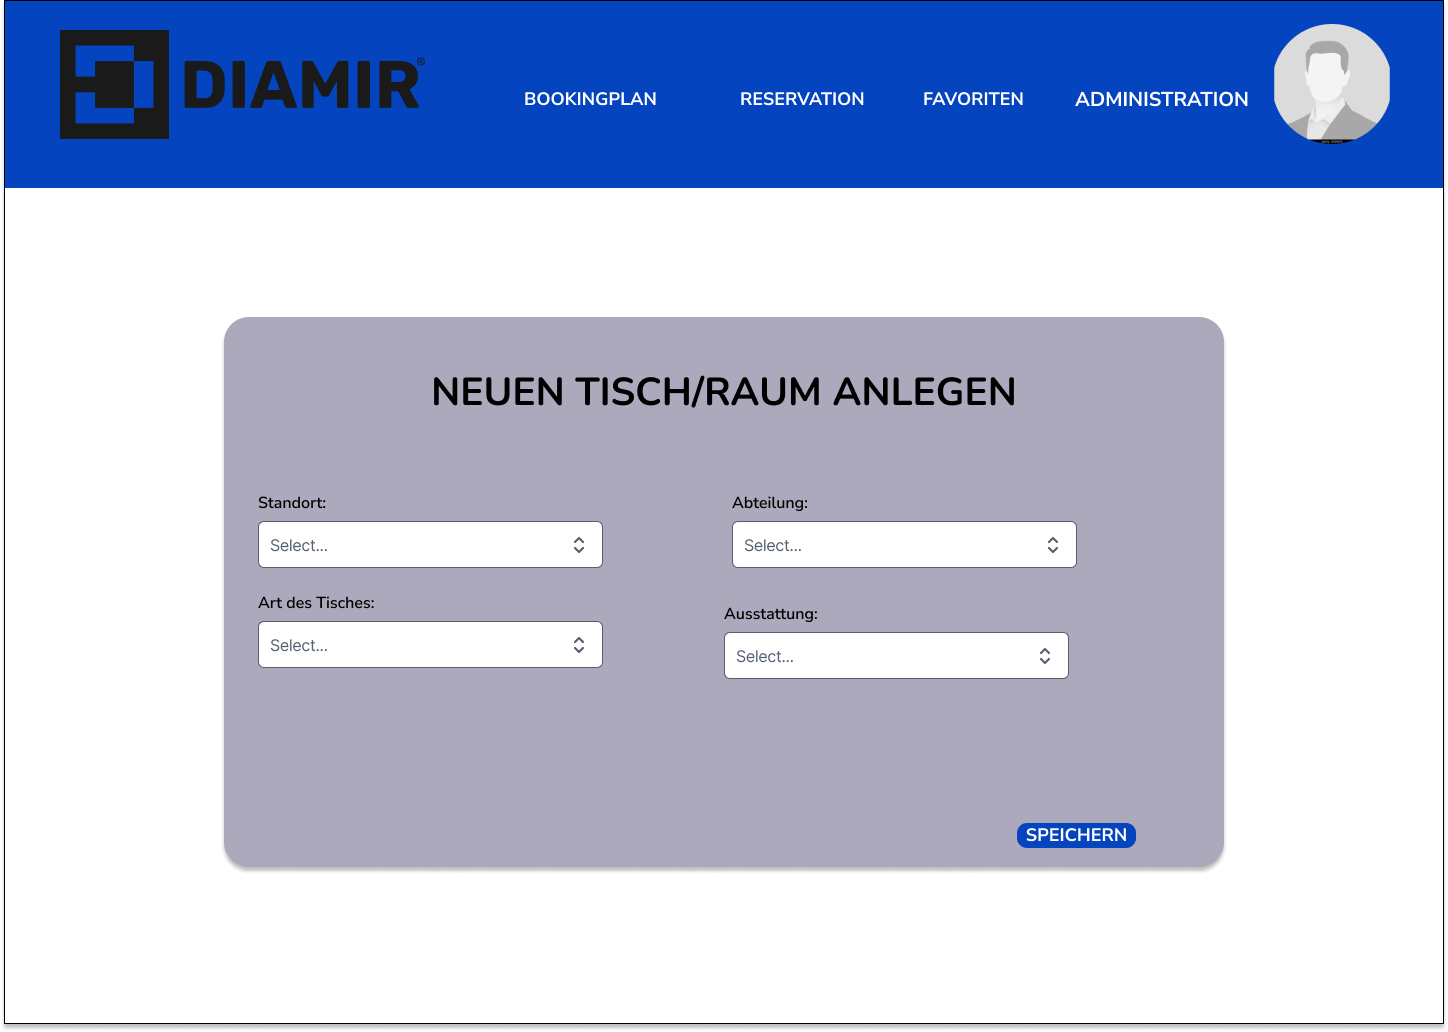 DIAMIR®
BOOKINGPLAN
RESERVATION
FAVORITEN
ADMINISTRATION
NEUEN TISCH/RAUM ANLEGEN
Standort:
Select...
Abteilung:
Select...
Art des Tisches:
Select...
Ausstattung:
Select...
SPEICHERN